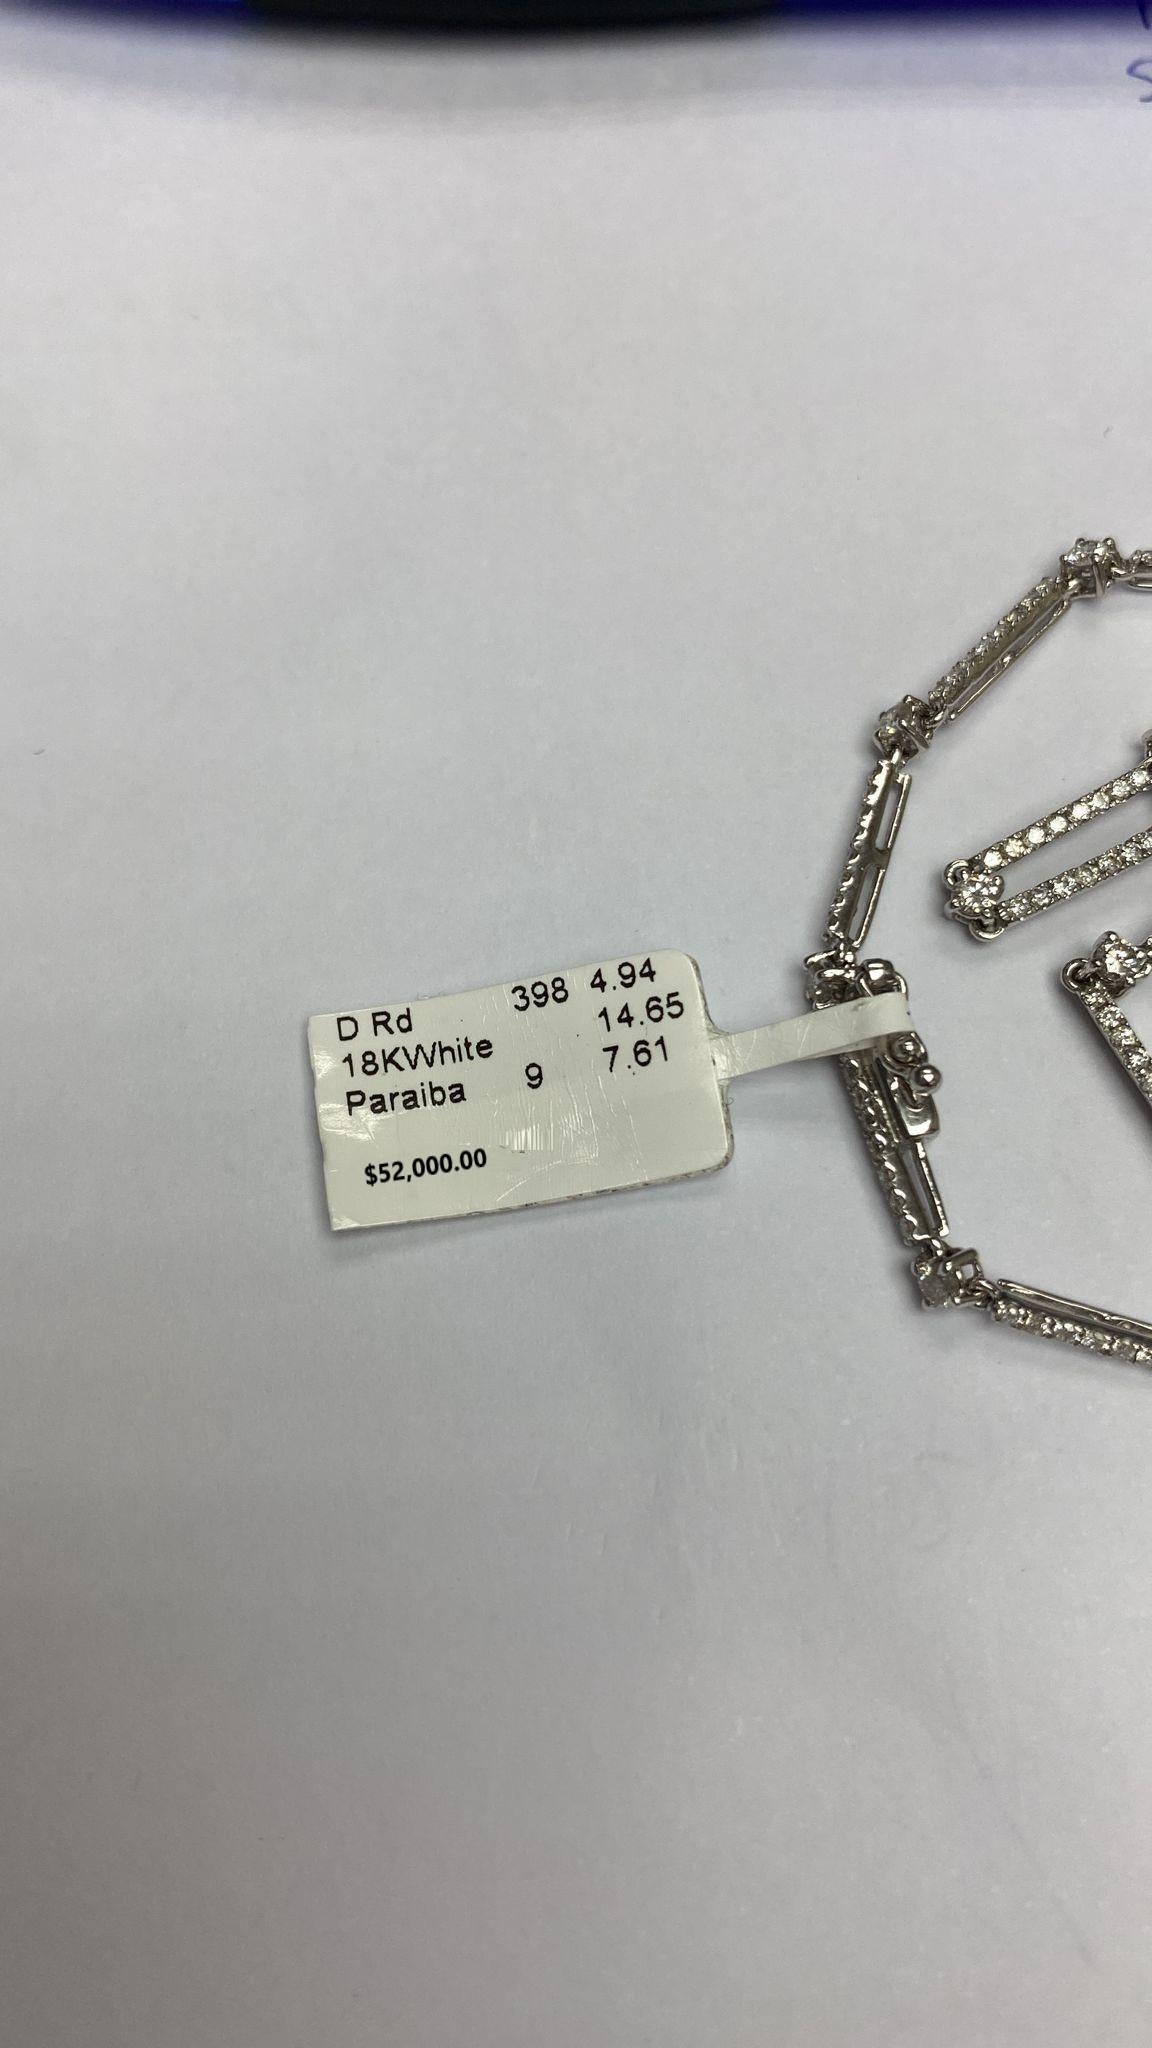 D Rd 398 4.94
18KWhite 14.65
Paraiba 9 7.61
$52,000.00